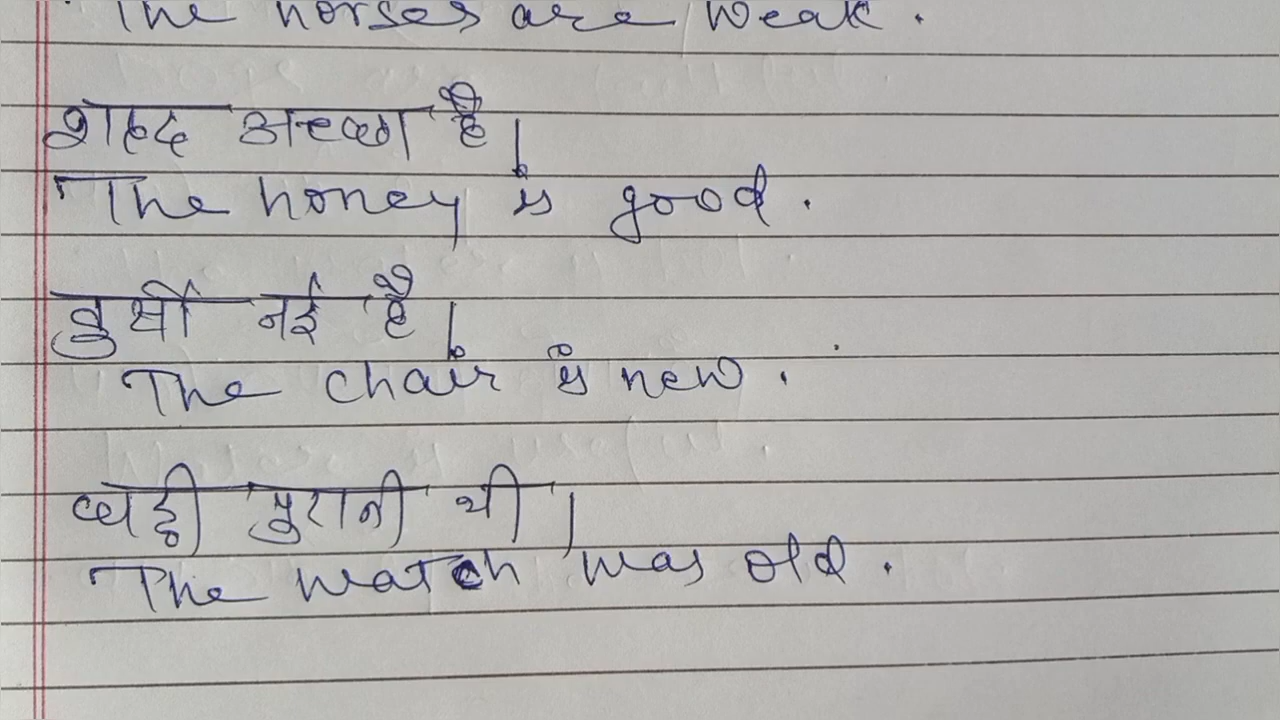 The horses are weak.
शहद अच्छा है।
The honey is good.
कुर्सी नई है।
The chair is new.
घड़ी पुरानी थी।
The watch was old.